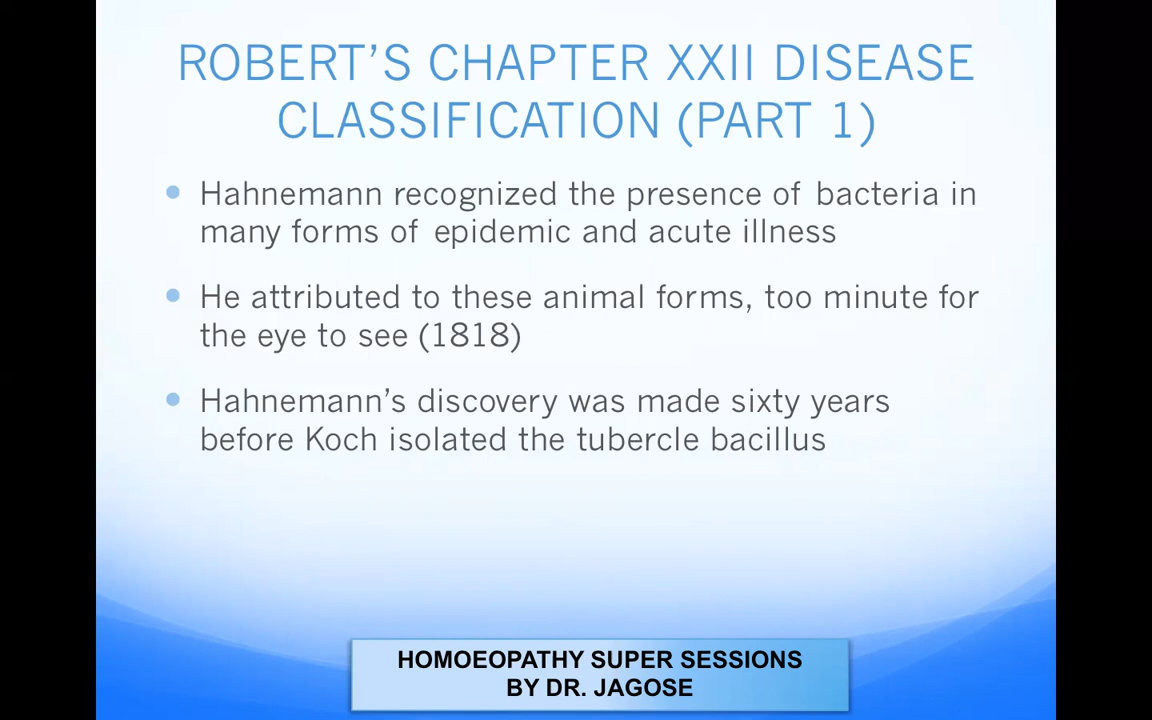 ROBERT’S CHAPTER XXII DISEASE
CLASSIFICATION (PART 1)
Hahnemann recognized the presence of bacteria in
many forms of epidemic and acute illness
He attributed to these animal forms, too minute for
the eye to see (1818)
Hahnemann’s discovery was made sixty years
before Koch isolated the tubercle bacillus
HOMOEOPATHY SUPER SESSIONS
BY DR. JAGOSE